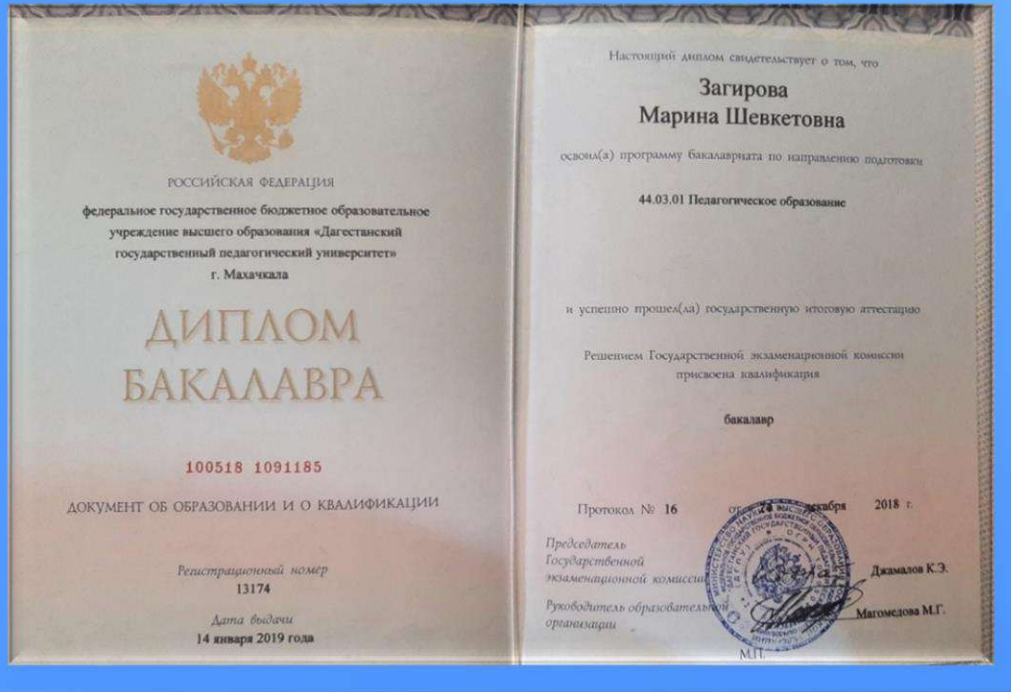 РОССИЙСКАЯ ФЕДЕРАЦИЯ
федеральное государственное бюджетное образовательное
учреждение высшего образования «Дагестанский
государственный педагогический университет»
г. Махачкала
ДИПЛОМ
БАКАЛАВРА
100518 1091185
ДОКУМЕНТ ОБ ОБРАЗОВАНИИ И О КВАЛИФИКАЦИИ
Регистрационный номер
13174
Дата выдачи
14 января 2019 года
Настоящий диплом свидетельствует о том, что
Загирова
Марина Шевкетовна
освоил(а) программу бакалавриата по направлению подготовки
44.03.01 Педагогическое образование
и успешно прошел(ла) государственную итоговую аттестацию
Решением Государственной экзаменационной комиссии
присвоена квалификация
бакалавр
Протокол № 16 от декабря 2018 г.
Председатель
Государственной
экзаменационной комиссии
Джамалов К.Э.
Руководитель образовательной
организации
Магомедова М.Г.
М.П.